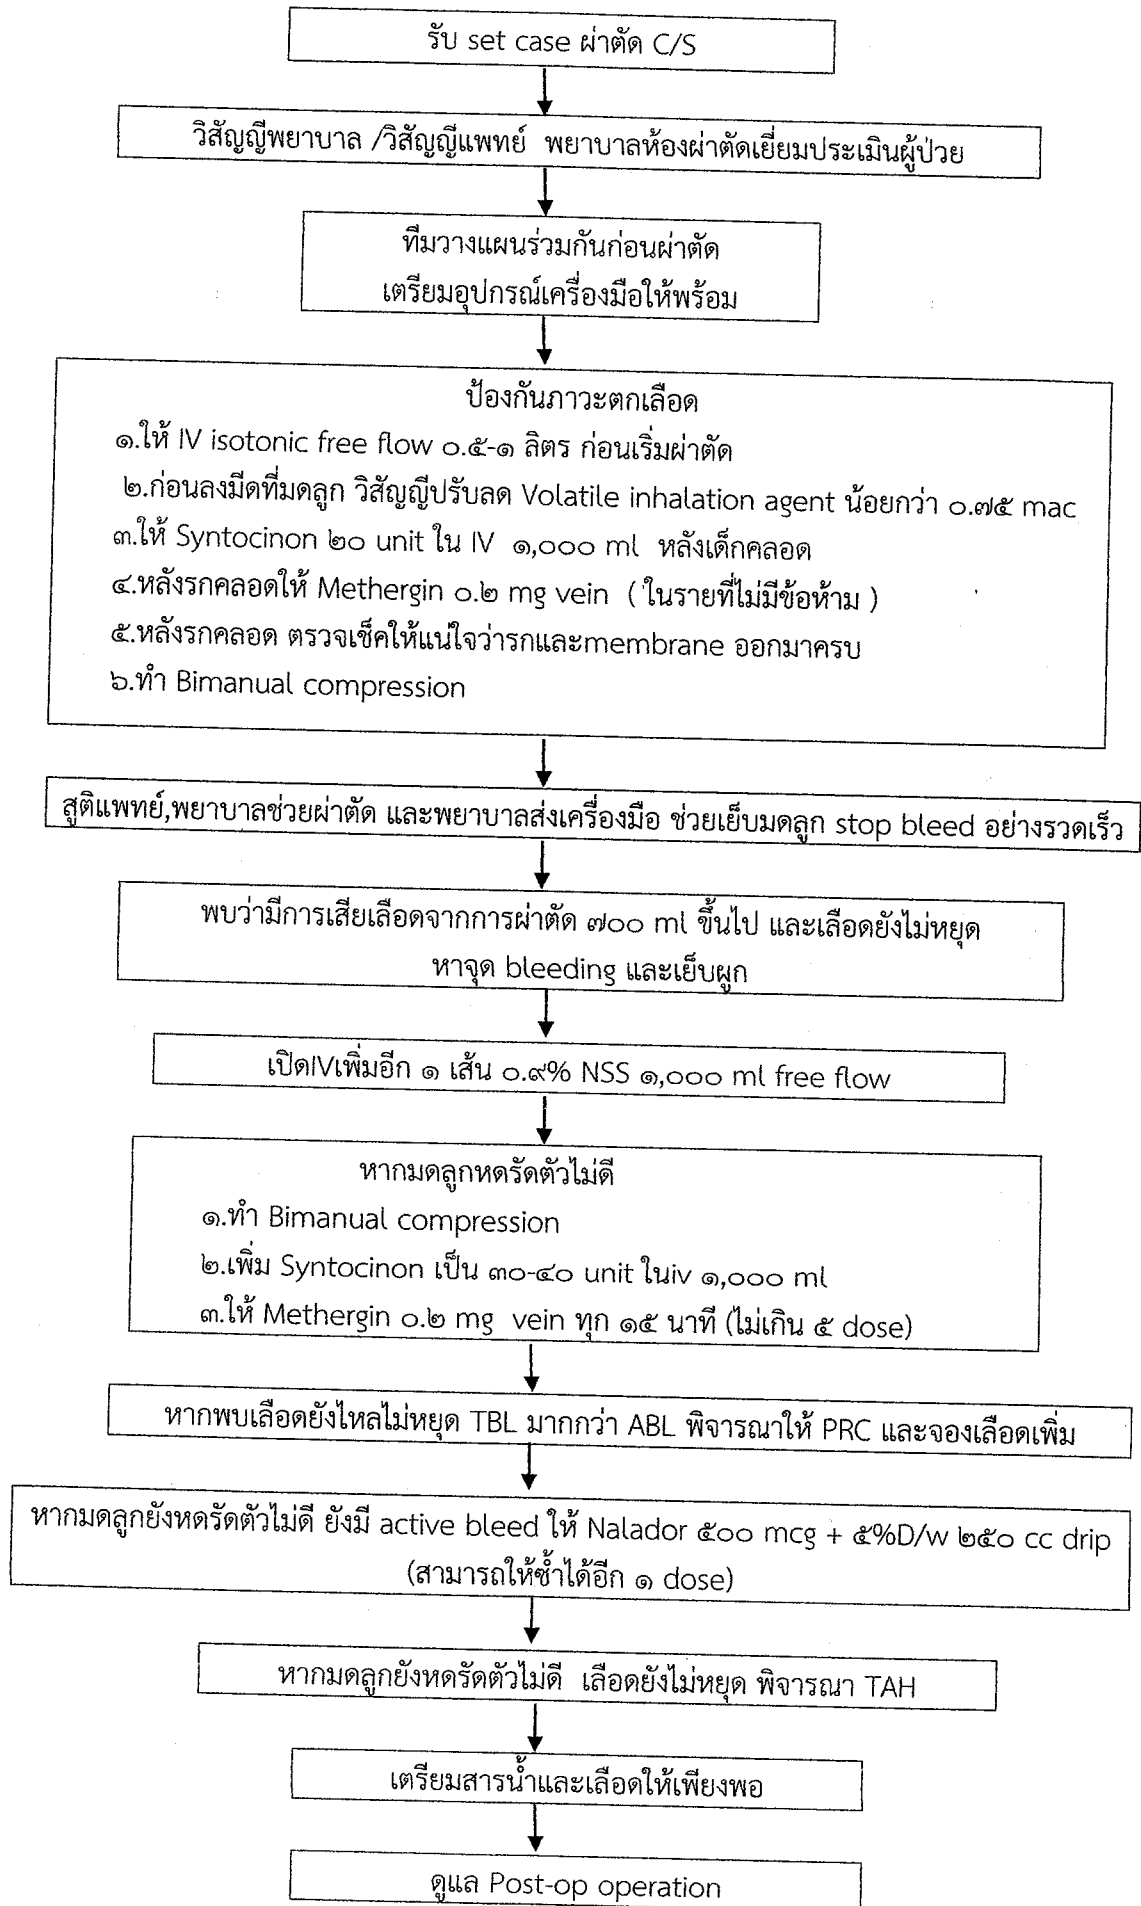 รับ set case ผ่าตัด C/S
วิสัญญีพยาบาล /วิสัญญีแพทย์ พยาบาลห้องผ่าตัดเยี่ยมประเมินผู้ป่วย
ทีมวางแผนร่วมกันก่อนผ่าตัด
เตรียมอุปกรณ์เครื่องมือให้พร้อม
ป้องกันภาวะตกเลือด
๑.ให้ IV isotonic free flow ๐.๕-๑ ลิตร ก่อนเริ่มผ่าตัด
๒.ก่อนลงมีดที่มดลูก วิสัญญีปรับลด Volatile inhalation agent น้อยกว่า ๐.๗๕ mac
๓.ให้ Syntocinon ๒๐ unit ใน IV ๑,๐๐๐ ml หลังเด็กคลอด
๔.หลังรกคลอดให้ Methergin ๐.๒ mg vein ( ในรายที่ไม่มีข้อห้าม )
๕.หลังรกคลอด ตรวจเช็คให้แน่ใจว่ารกและmembrane ออกมาครบ
๖.ทำ Bimanual compression
สูติแพทย์,พยาบาลช่วยผ่าตัด และพยาบาลส่งเครื่องมือ ช่วยเย็บมดลูก stop bleed อย่างรวดเร็ว
พบว่ามีการเสียเลือดจากการผ่าตัด ๗๐๐ ml ขึ้นไป และเลือดยังไม่หยุด
หาจุด bleeding และเย็บผูก
เปิดIVเพิ่มอีก ๑ เส้น ๐.๙% NSS ๑,๐๐๐ ml free flow
หากมดลูกหดรัดตัวไม่ดี
๑.ทำ Bimanual compression
๒.เพิ่ม Syntocinon เป็น ๓๐-๔๐ unit ในiv ๑,๐๐๐ ml
๓.ให้ Methergin ๐.๒ mg vein ทุก ๑๕ นาที (ไม่เกิน ๕ dose)
หากพบเลือดยังไหลไม่หยุด TBL มากกว่า ABL พิจารณาให้ PRC และจองเลือดเพิ่ม
หากมดลูกยังหดรัดตัวไม่ดี ยังมี active bleed ให้ Nalador ๕๐๐ mcg + ๕%D/w ๒๕๐ cc drip
(สามารถให้ซ้ำได้อีก ๑ dose)
หากมดลูกยังหดรัดตัวไม่ดี เลือดยังไม่หยุด พิจารณา TAH
เตรียมสารน้ำและเลือดให้เพียงพอ
ดูแล Post-op operation